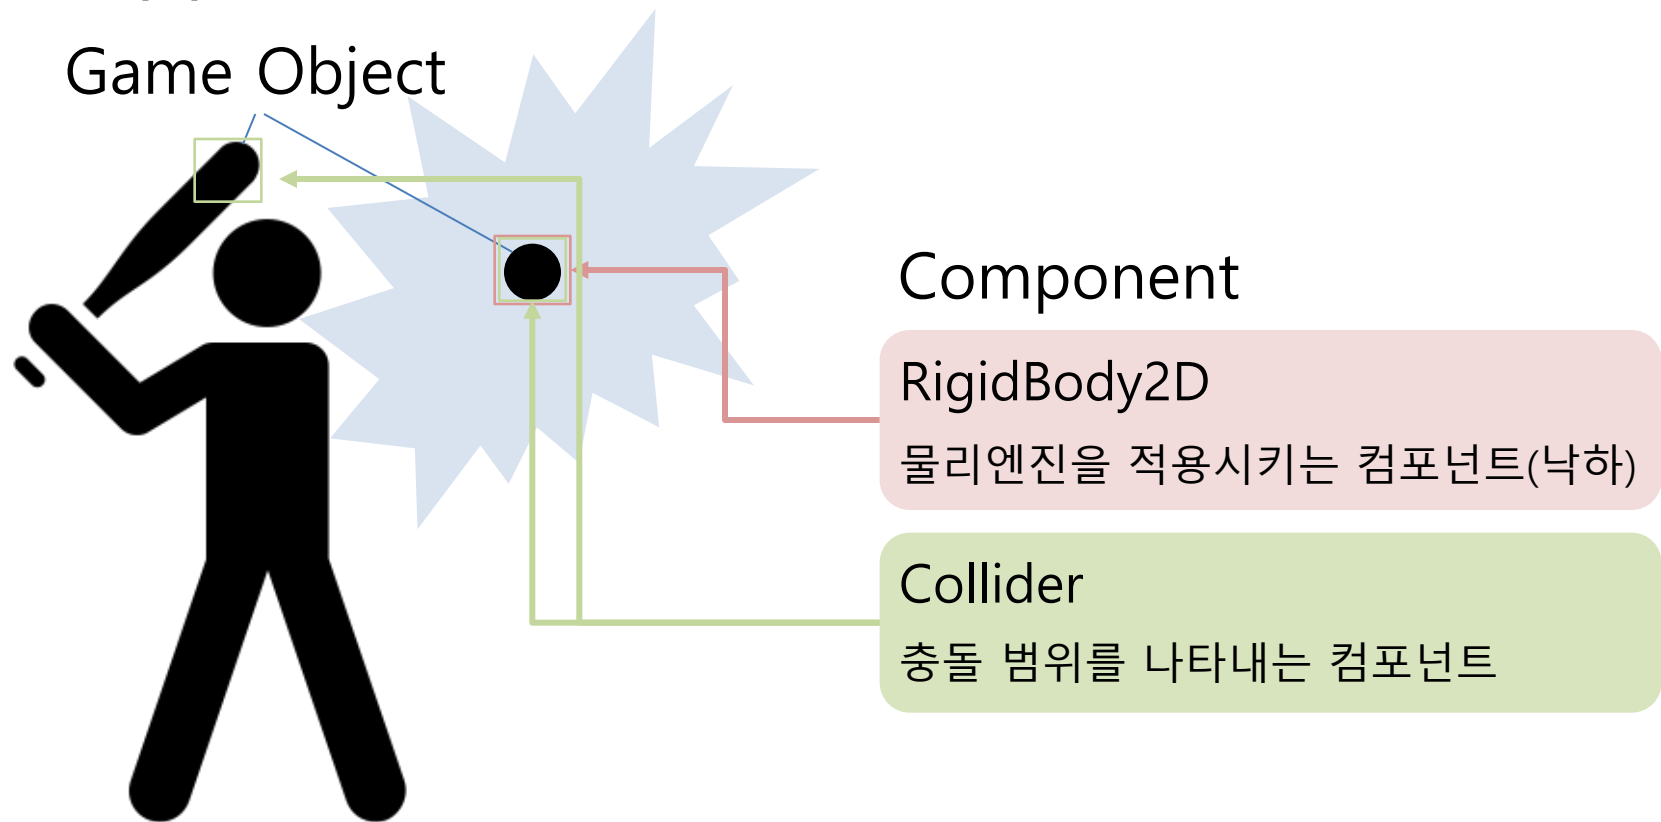 Game Object
Component
RigidBody2D
물리엔진을 적용시키는 컴포넌트(낙하)
Collider
충돌 범위를 나타내는 컴포넌트